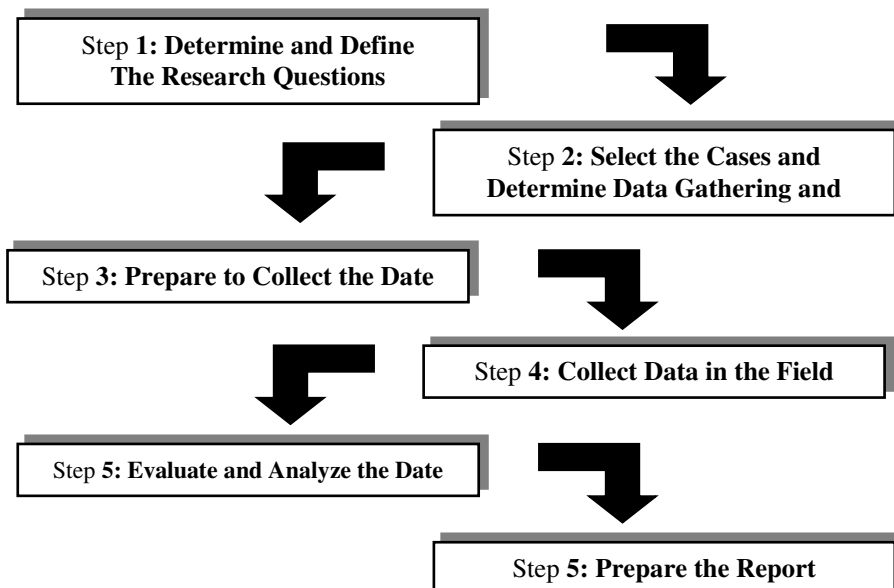 Step 1: Determine and Define
The Research Questions
Step 2: Select the Cases and
Determine Data Gathering and
Step 3: Prepare to Collect the Date
Step 4: Collect Data in the Field
Step 5: Evaluate and Analyze the Date
Step 5: Prepare the Report